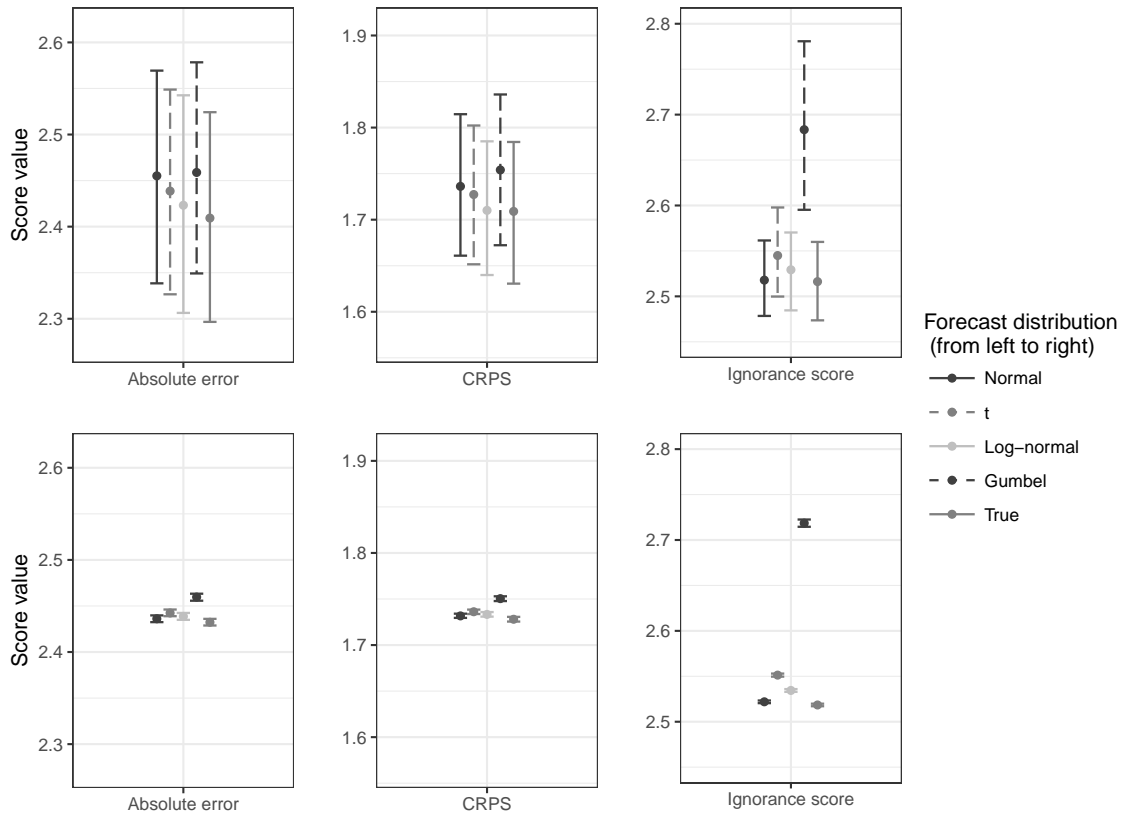 2.6
2.5
2.4
2.3
Score value
Absolute error
1.9
1.8
1.7
1.6
CRPS
2.8
2.7
2.6
2.5
Ignorance score
Forecast distribution
(from left to right)
Normal
t
Log−normal
Gumbel
True
2.6
2.5
2.4
2.3
Score value
Absolute error
1.9
1.8
1.7
1.6
CRPS
2.8
2.7
2.6
2.5
Ignorance score